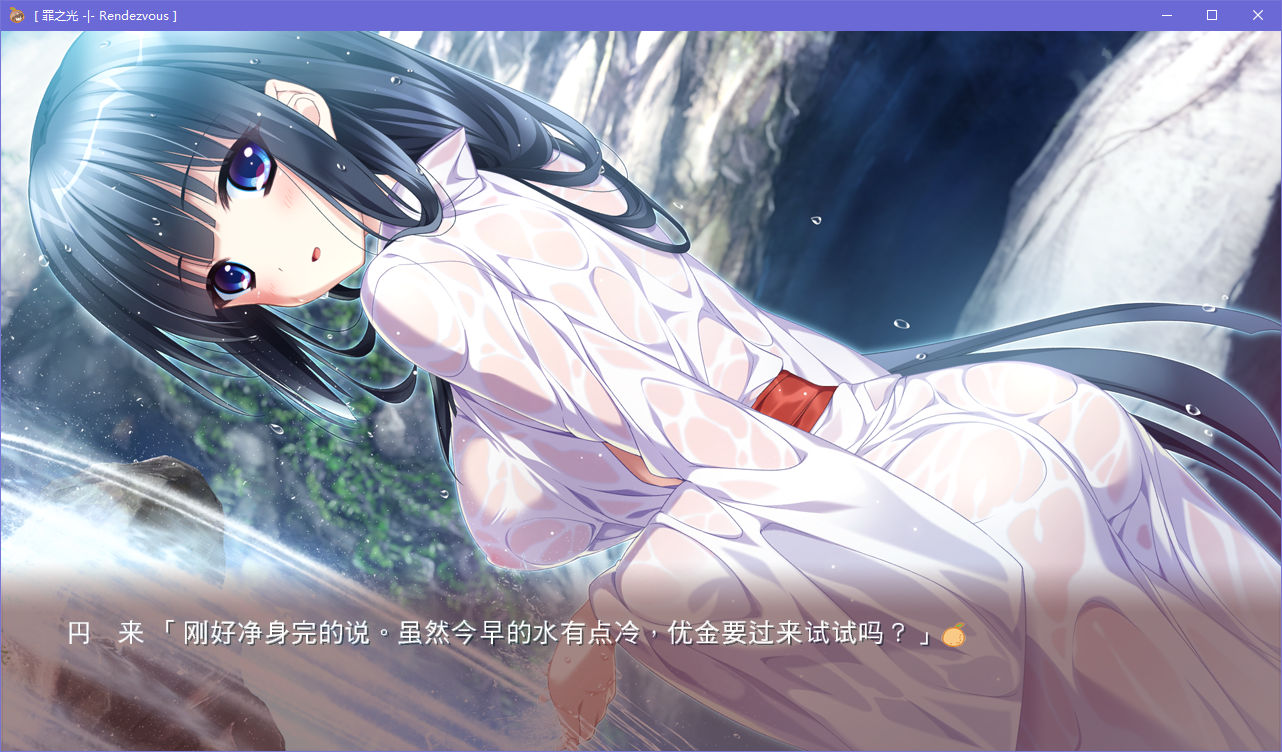 [ 罪之光 -|- Rendezvous ]
円　来 「 刚好净身完的说。虽然今早的水有点冷，优金要过来试试吗？ 」